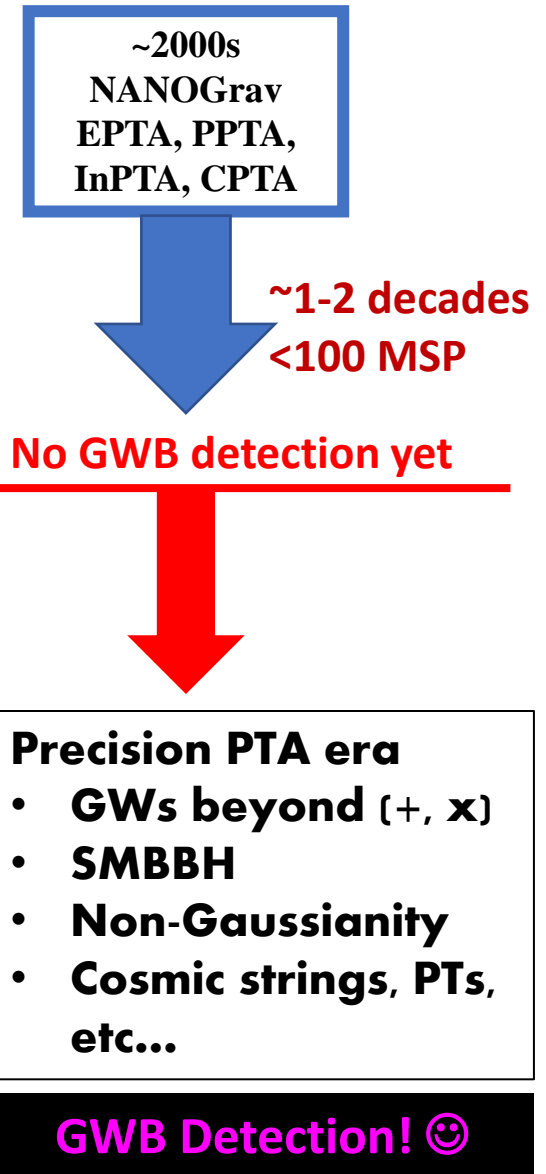 ~2000s
NANOGrav
EPTA, PPTA,
InPTA, CPTA
~1-2 decades
<100 MSP
No GWB detection yet
Precision PTA era
• GWs beyond (+, x)
• SMBBH
• Non-Gaussianity
• Cosmic strings, PTs,
etc...
GWB Detection! ☺